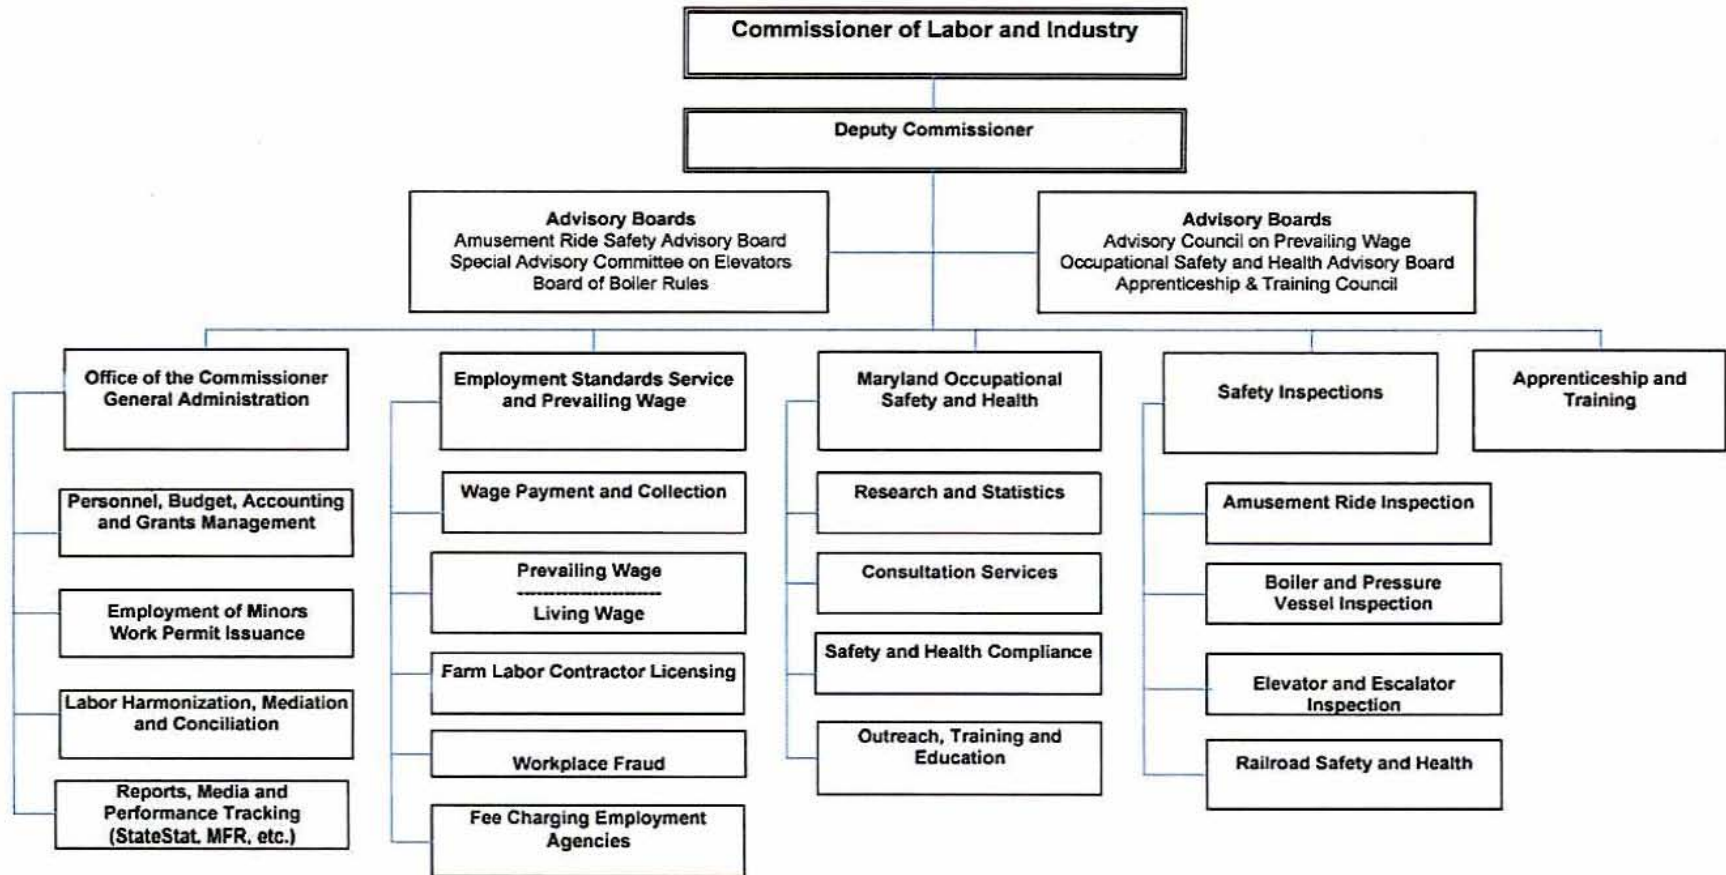 Commissioner of Labor and Industry
Deputy Commissioner
Advisory Boards
Amusement Ride Safety Advisory Board
Special Advisory Committee on Elevators
Board of Boiler Rules
Advisory Boards
Advisory Council on Prevailing Wage
Occupational Safety and Health Advisory Board
Apprenticeship & Training Council
Office of the Commissioner
General Administration
Personnel, Budget, Accounting
and Grants Management
Employment of Minors
Work Permit Issuance
Labor Harmonization, Mediation
and Conciliation
Reports, Media and
Performance Tracking
(StateStat, MFR, etc.)
Employment Standards Service
and Prevailing Wage
Wage Payment and Collection
Prevailing Wage
-----------------------
Living Wage
Farm Labor Contractor Licensing
Workplace Fraud
Fee Charging Employment
Agencies
Maryland Occupational
Safety and Health
Research and Statistics
Consultation Services
Safety and Health Compliance
Outreach, Training and
Education
Safety Inspections
Amusement Ride Inspection
Boiler and Pressure
Vessel Inspection
Elevator and Escalator
Inspection
Railroad Safety and Health
Apprenticeship and
Training